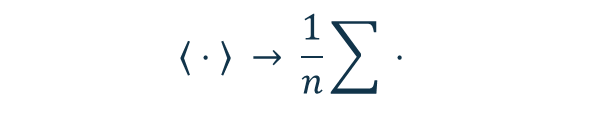 ⟨ · ⟩ → 1/n ∑ ·